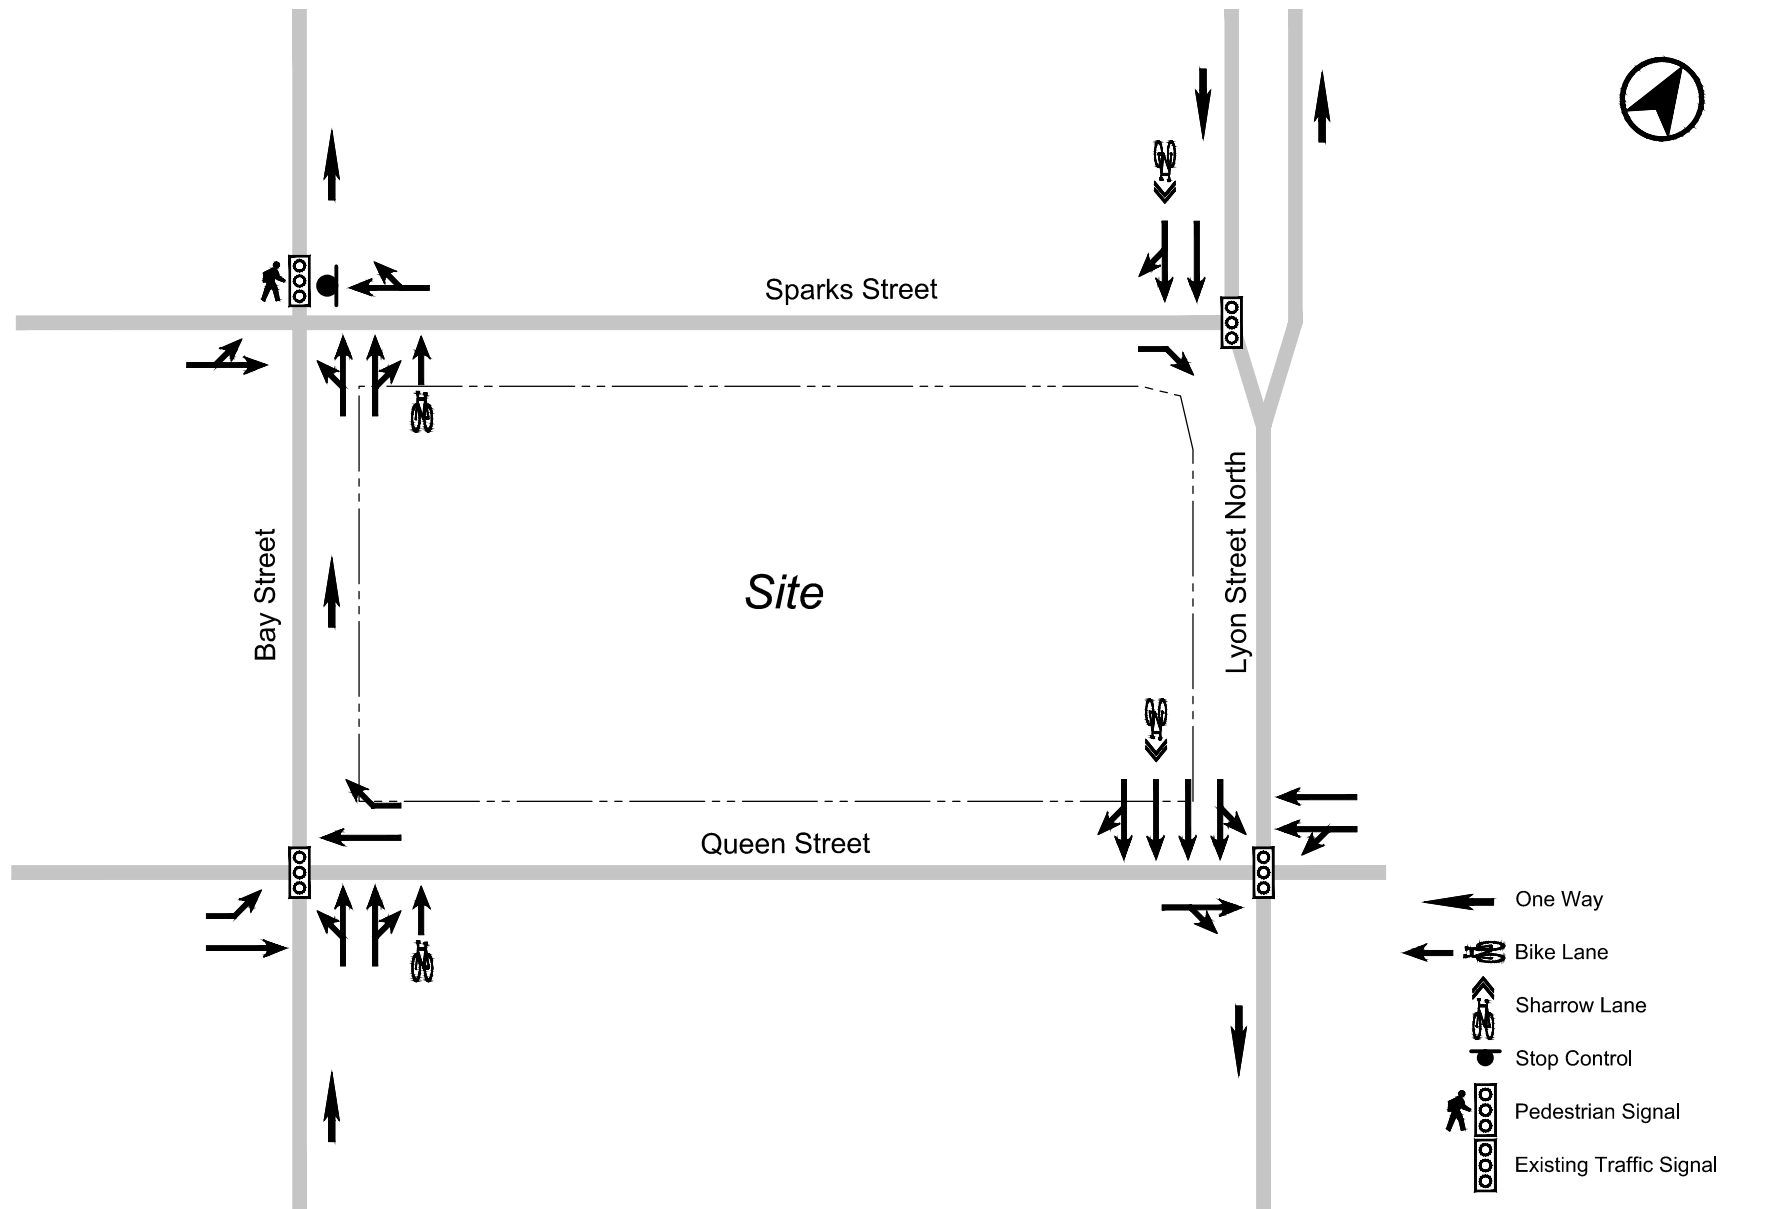 Sparks Street
Bay Street
Lyon Street North
Site
Queen Street
One Way
Bike Lane
Sharrow Lane
Stop Control
Pedestrian Signal
Existing Traffic Signal